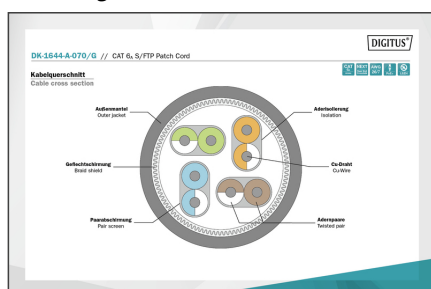 DIGITUS®
DK-1644-A-070/G // CAT 6A S/FTP Patch Cord
Kabelquerschnitt
Cable cross section
Außenmantel
Outer jacket
Aderisolierung
Isolation
Geflechtschirmung
Braid shield
Cu-Draht
Cu-Wire
Paarabschirmung
Pair screen
Adernpaare
Twisted pair